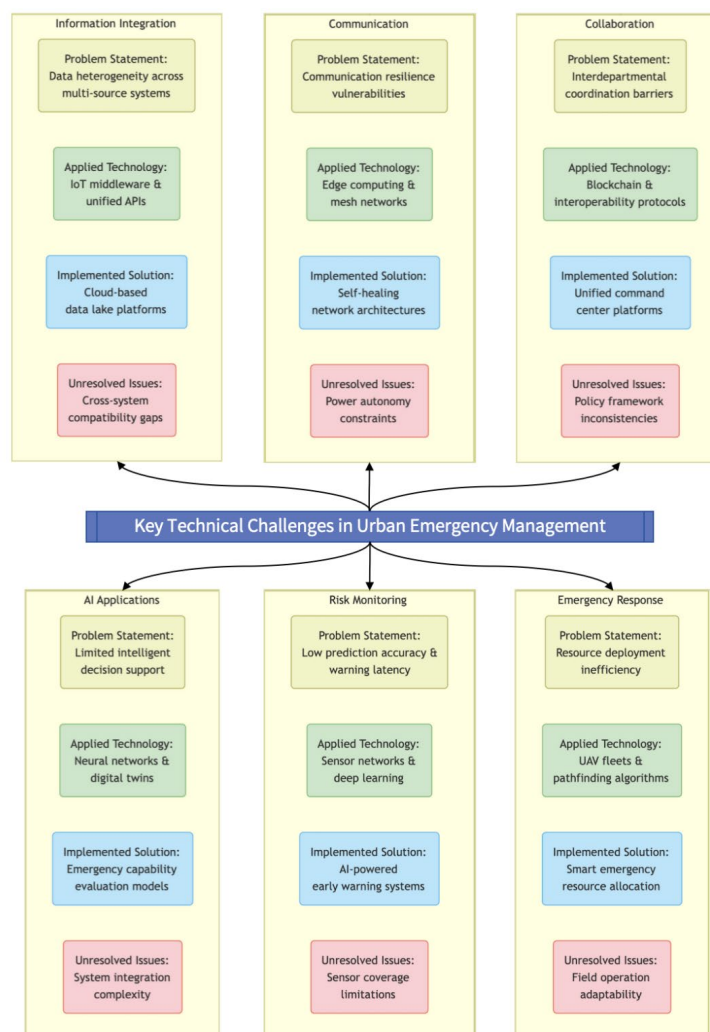 Information Integration
Problem Statement:
Data heterogeneity across
multi-source systems
Applied Technology:
IoT middleware &
unified APIs
Implemented Solution:
Cloud-based
data lake platforms
Unresolved Issues:
Cross-system
compatibility gaps
Communication
Problem Statement:
Communication resilience
vulnerabilities
Applied Technology:
Edge computing &
mesh networks
Implemented Solution:
Self-healing
network architectures
Unresolved Issues:
Power autonomy
constraints
Collaboration
Problem Statement:
Interdepartmental
coordination barriers
Applied Technology:
Blockchain &
interoperability protocols
Implemented Solution:
Unified command
center platforms
Unresolved Issues:
Policy framework
inconsistencies
Key Technical Challenges in Urban Emergency Management
AI Applications
Problem Statement:
Limited intelligent
decision support
Applied Technology:
Neural networks &
digital twins
Implemented Solution:
Emergency capability
evaluation models
Unresolved Issues:
System integration
complexity
Risk Monitoring
Problem Statement:
Low prediction accuracy &
warning latency
Applied Technology:
Sensor networks &
deep learning
Implemented Solution:
AI-powered
early warning systems
Unresolved Issues:
Sensor coverage
limitations
Emergency Response
Problem Statement:
Resource deployment
inefficiency
Applied Technology:
UAV fleets &
pathfinding algorithms
Implemented Solution:
Smart emergency
resource allocation
Unresolved Issues:
Field operation
adaptability